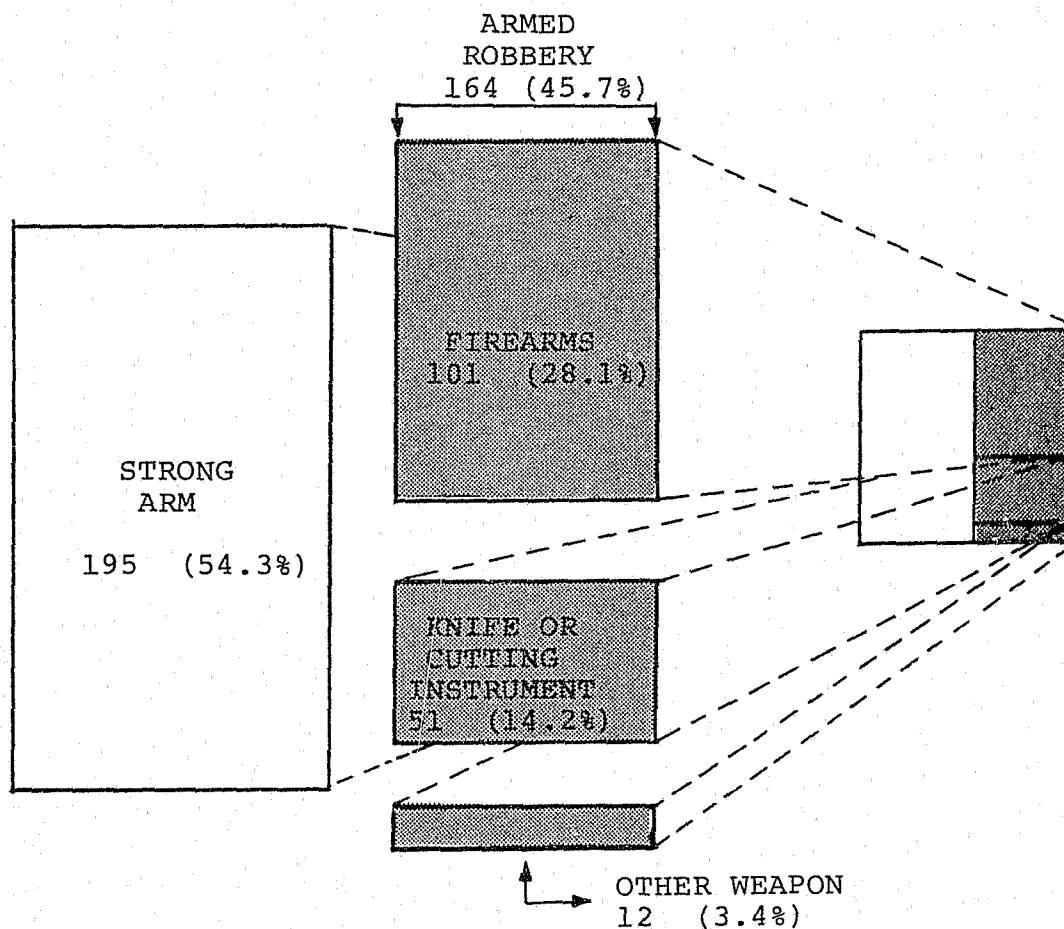 ARMED
ROBBERY
164 (45.7%)
FIREARMS
101 (28.1%)
STRONG
ARM
195 (54.3%)
KNIFE OR
CUTTING
INSTRUMENT
51 (14.2%)
OTHER WEAPON
12 (3.4%)